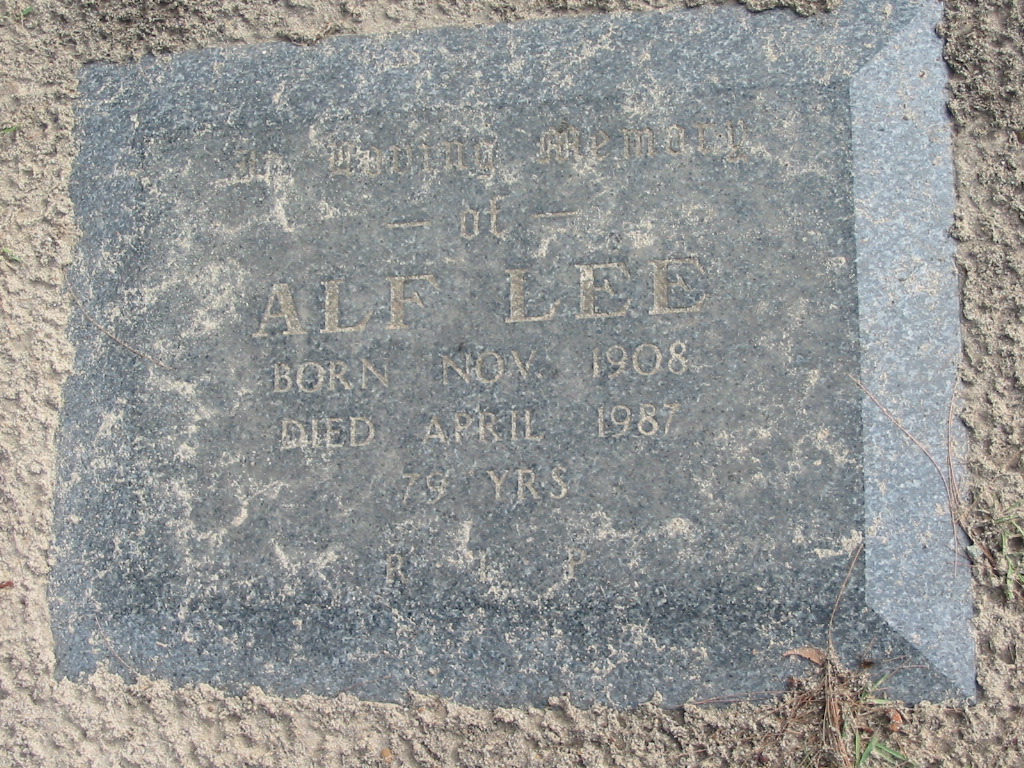 In Loving Memory
— of —
ALF LEE
BORN NOV. 1908
DIED APRIL 1987
79 YRS
R I P